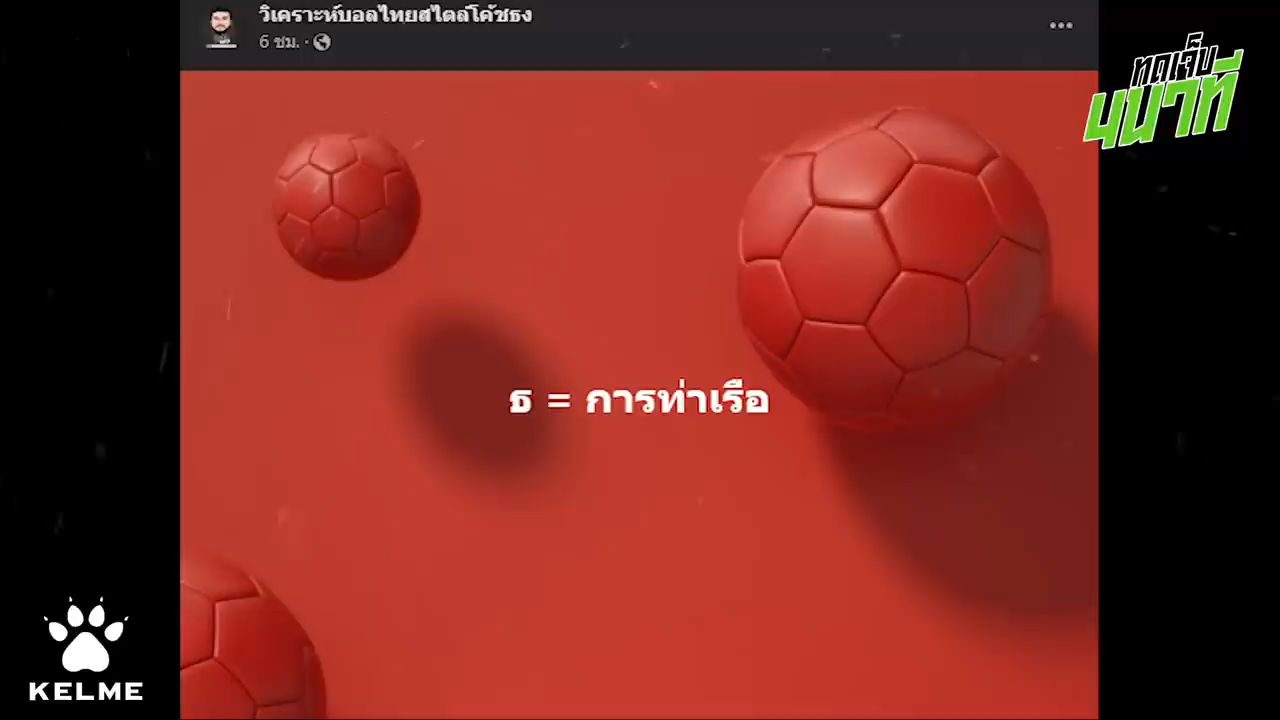 วิเคราะห์บอลไทยสไตล์โค้ชธง
6 ชม. ·
ทดเจ็บ
4นาที
ธ = การท่าเรือ
KELME